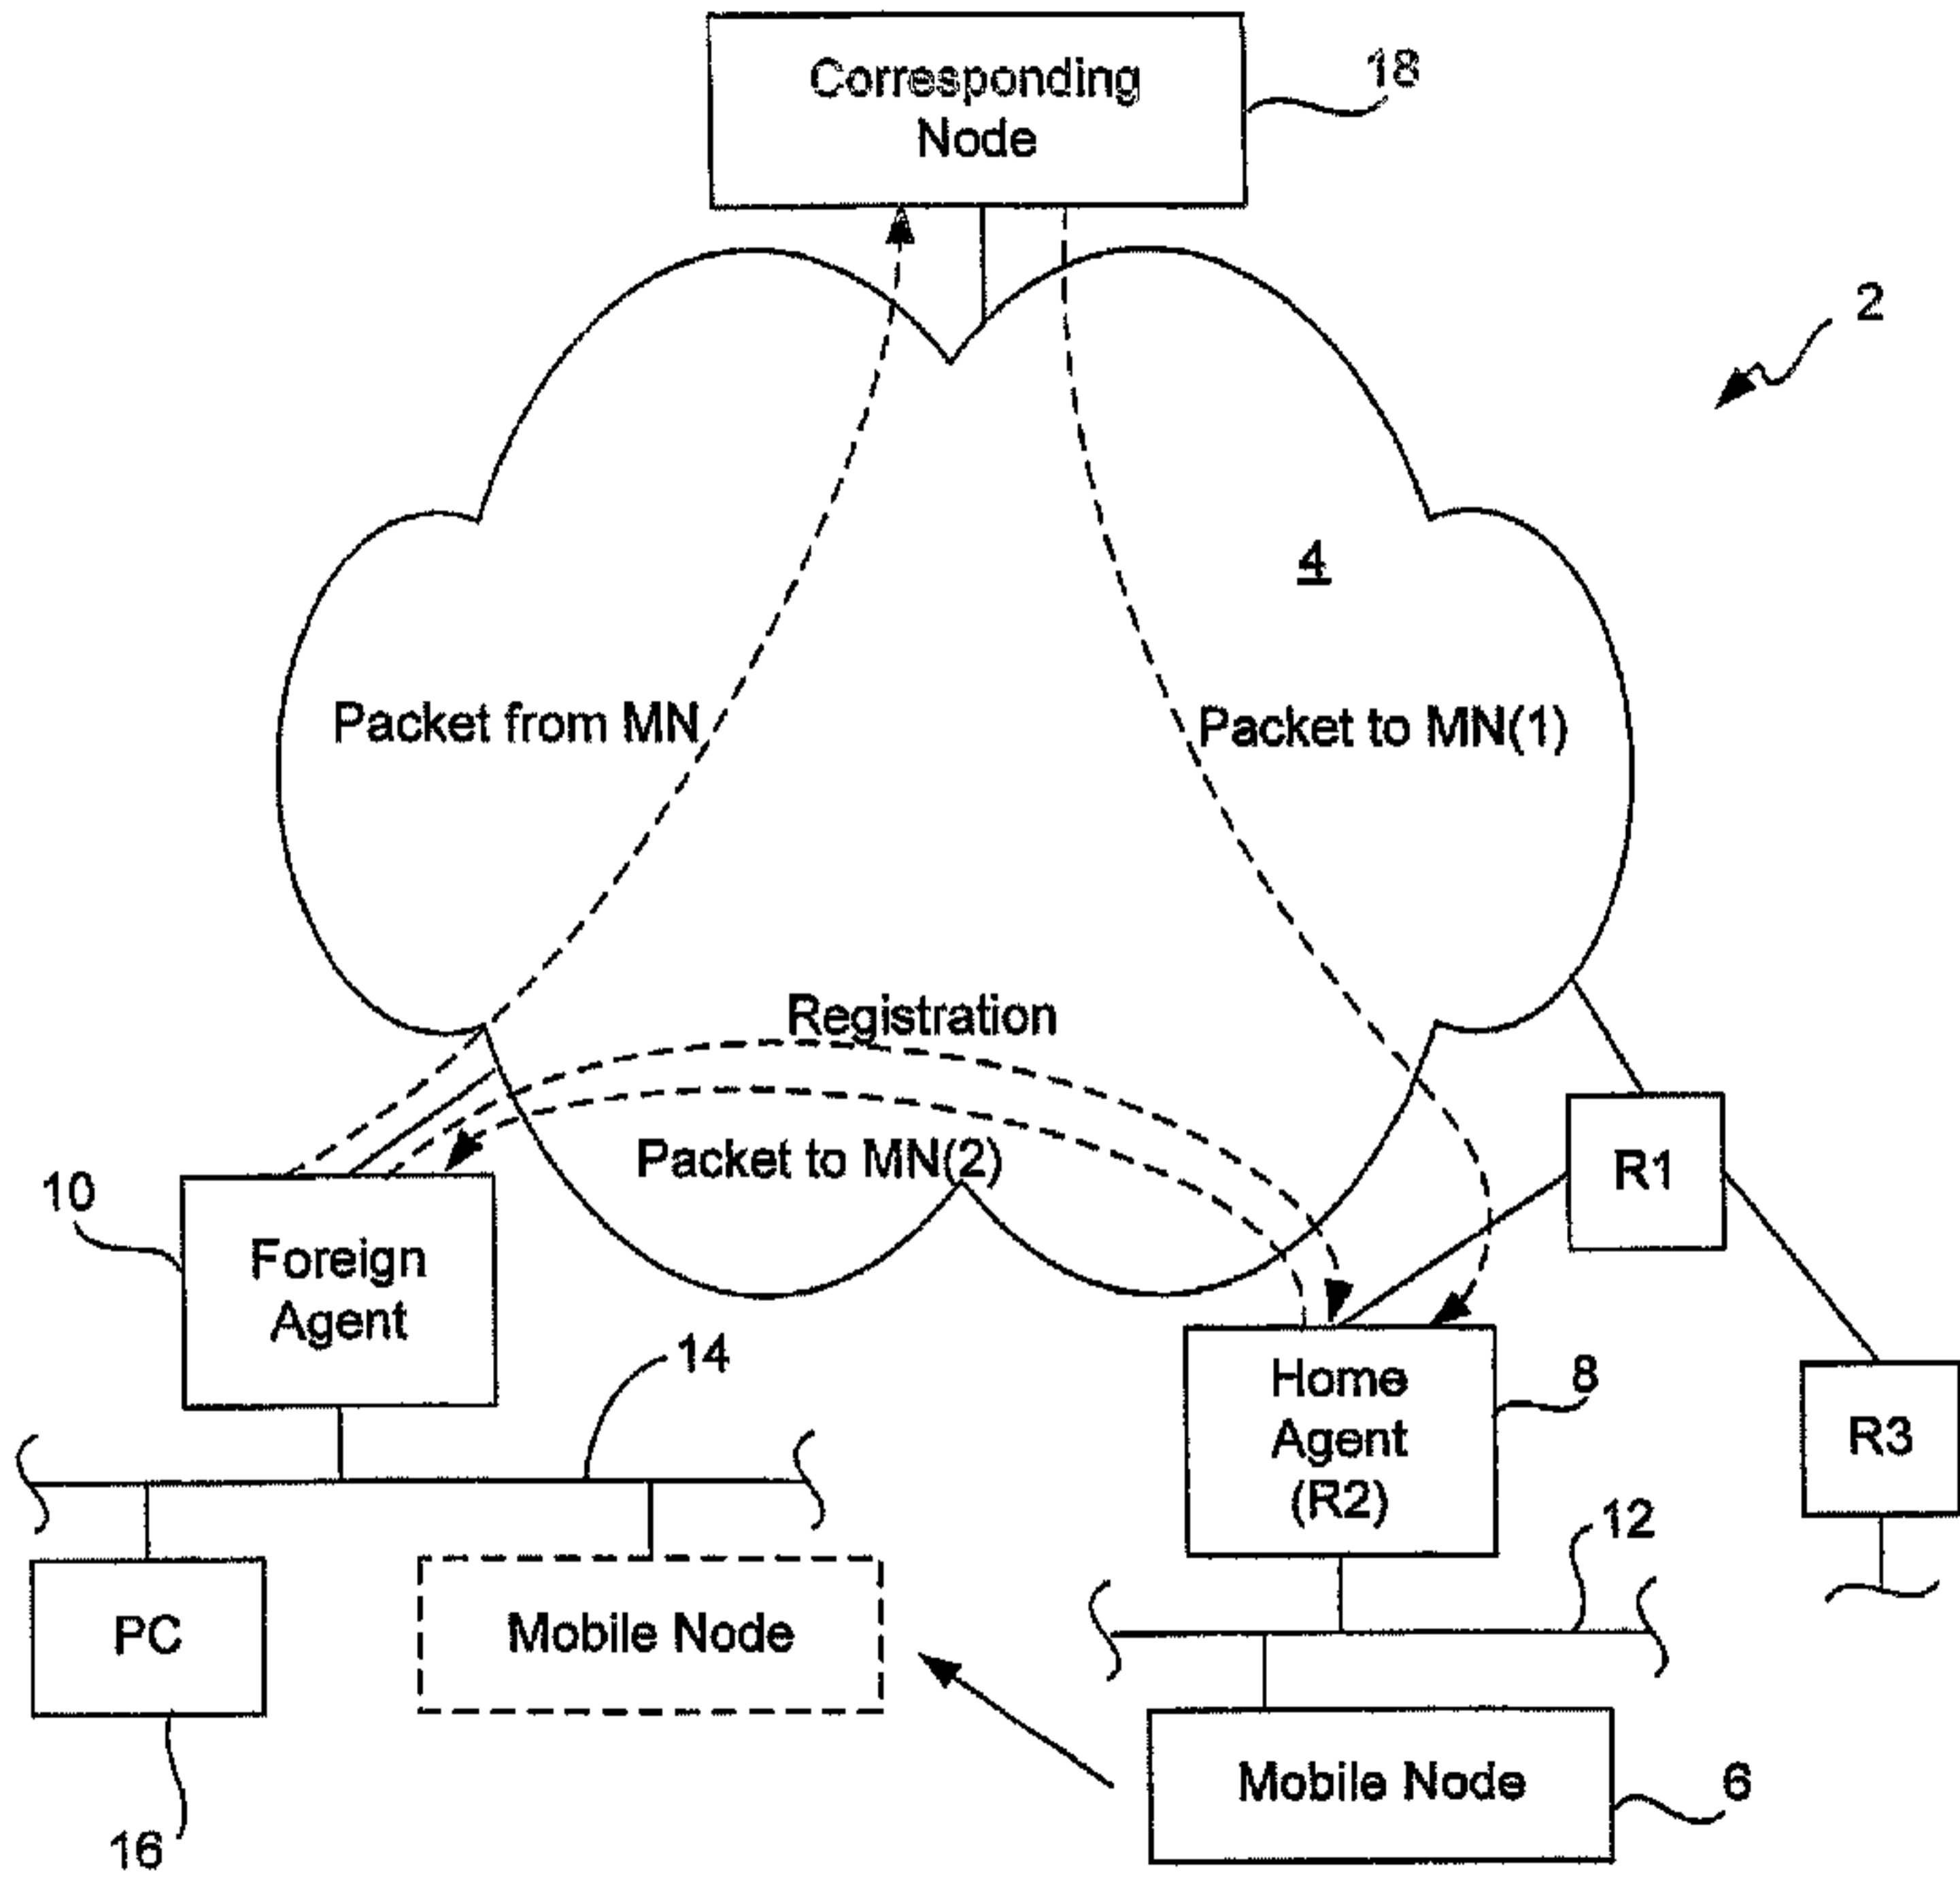 Corresponding
Node
18
2
4
Packet from MN
Packet to MN(1)
Registration
Packet to MN(2)
R1
10
Foreign
Agent
14
Home
Agent
(R2)
8
R3
12
PC
Mobile Node
Mobile Node
6
16